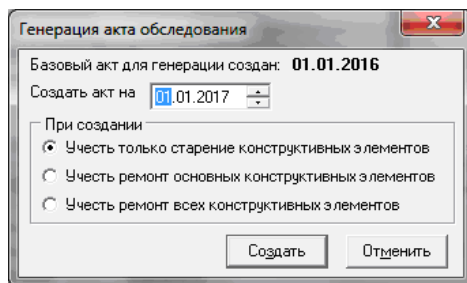 Генерация акта обследования
Базовый акт для генерации создан: 01.01.2016
Создать акт на 01.01.2017
При создании
Учесть только старение конструктивных элементов
Учесть ремонт основных конструктивных элементов
Учесть ремонт всех конструктивных элементов
Создать Отменить